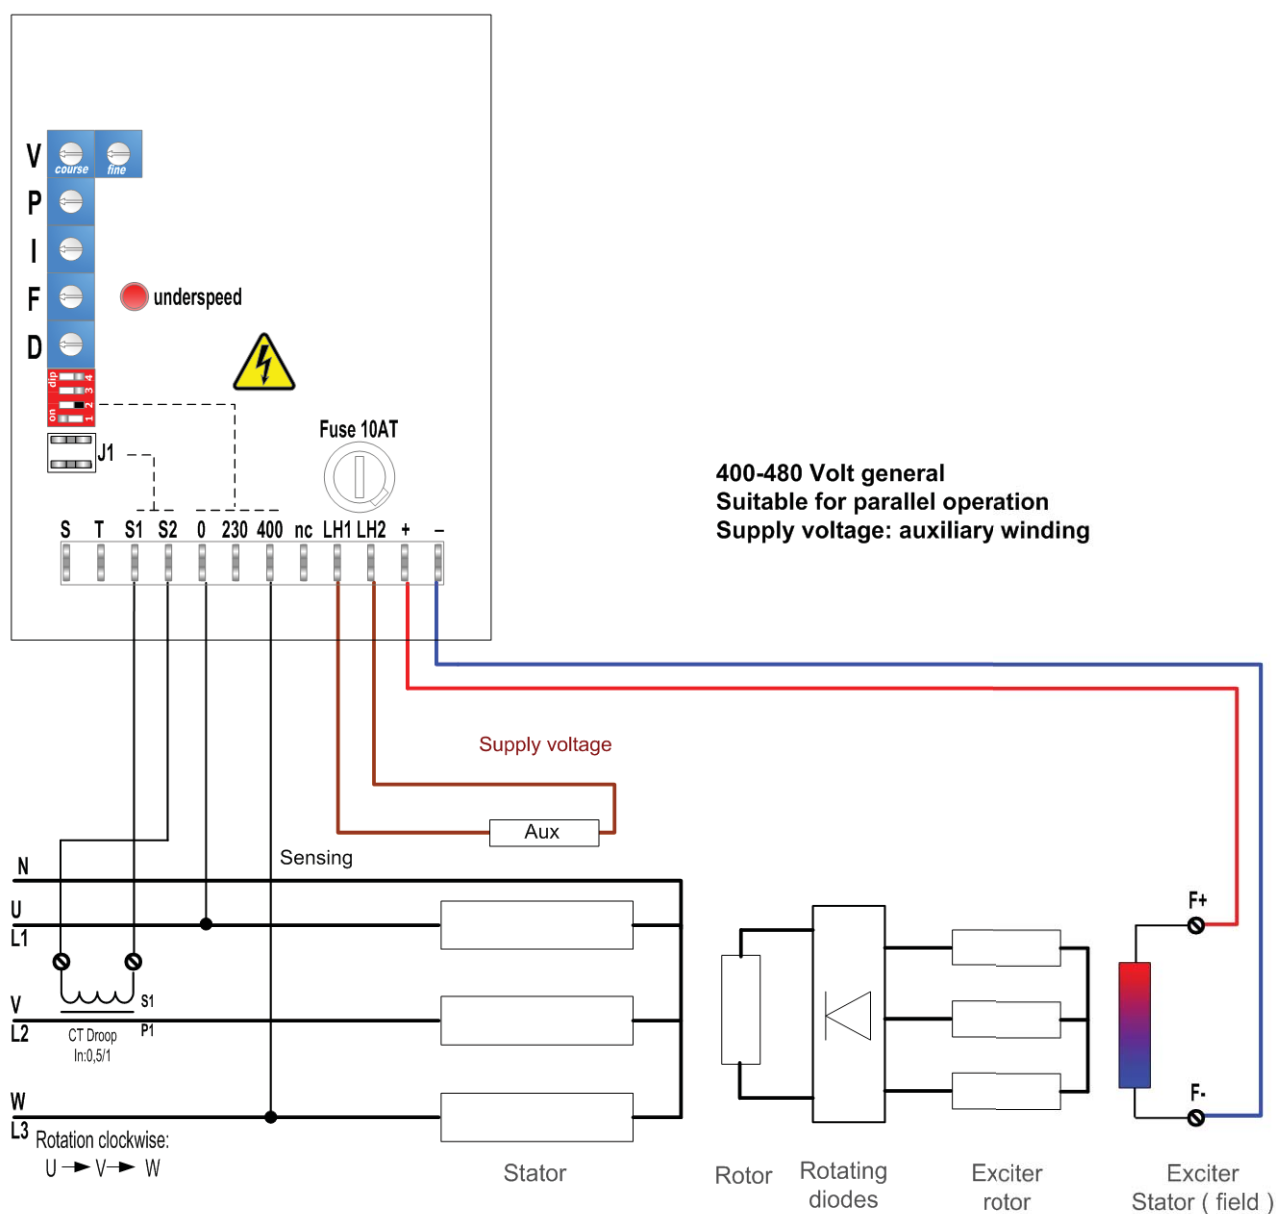 V
course
fine
P
I
F
underspeed
D
dip
on
4
3
2
1
J1
Fuse 10AT
S T S1 S2 0 230 400 nc LH1 LH2 + –
400-480 Volt general
Suitable for parallel operation
Supply voltage: auxiliary winding
Supply voltage
Aux
Sensing
N
U
L1
V
L2
S1
P1
CT Droop
In:0,5/1
W
L3
Rotation clockwise:
U V W
F+
F-
Stator
Rotor
Rotating
diodes
Exciter
rotor
Exciter
Stator ( field )